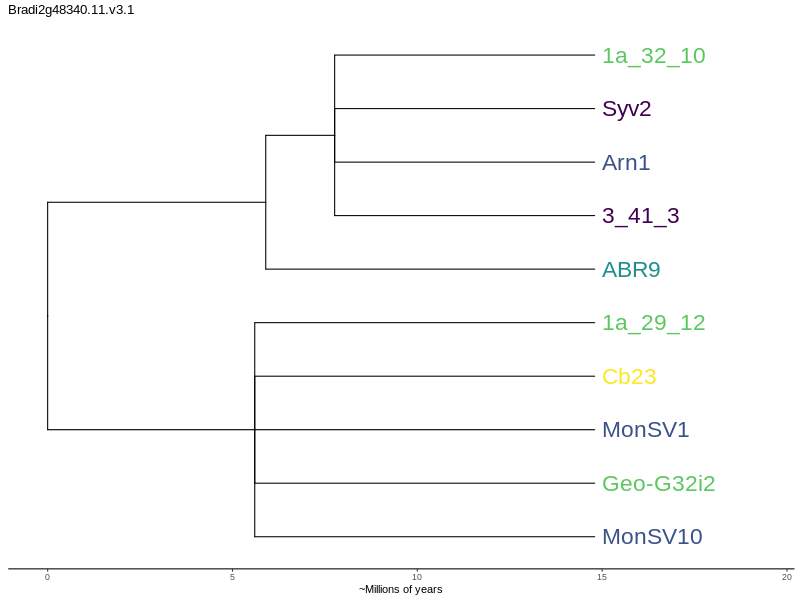 Bradi2g48340.11.v3.1
1a_32_10
Syv2
Arn1
3_41_3
ABR9
1a_29_12
Cb23
MonSV1
Geo-G32i2
MonSV10
0 5 10 15 20
~Millions of years